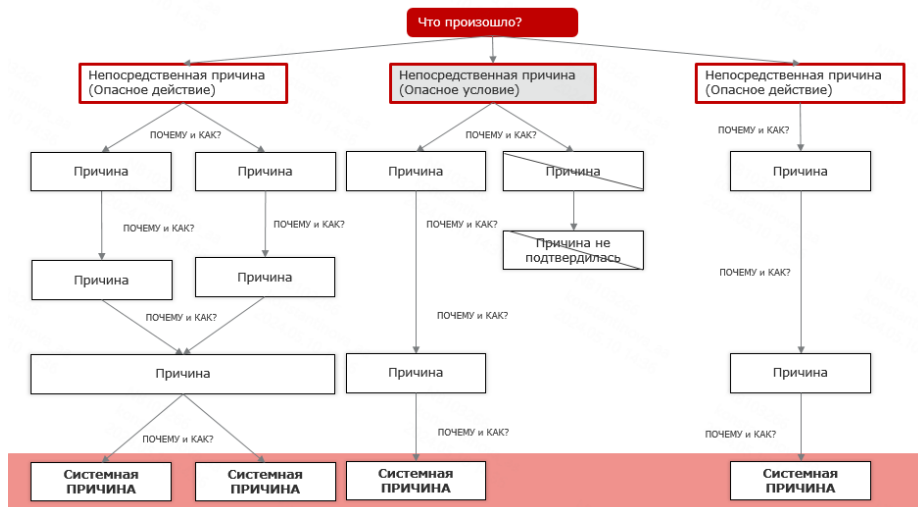 Что произошло?
Непосредственная причина
(Опасное действие)
Непосредственная причина
(Опасное условие)
Непосредственная причина
(Опасное действие)
ПОЧЕМУ и КАК?
ПОЧЕМУ и КАК?
ПОЧЕМУ и КАК?
Причина
Причина
Причина
Причина
Причина
ПОЧЕМУ и КАК?
ПОЧЕМУ и КАК?
ПОЧЕМУ и КАК?
Причина не
подтвердилась
Причина
Причина
ПОЧЕМУ и КАК?
ПОЧЕМУ и КАК?
ПОЧЕМУ и КАК?
Причина
Причина
Причина
ПОЧЕМУ и КАК?
ПОЧЕМУ и КАК?
ПОЧЕМУ и КАК?
Системная
ПРИЧИНА
Системная
ПРИЧИНА
Системная
ПРИЧИНА
Системная
ПРИЧИНА